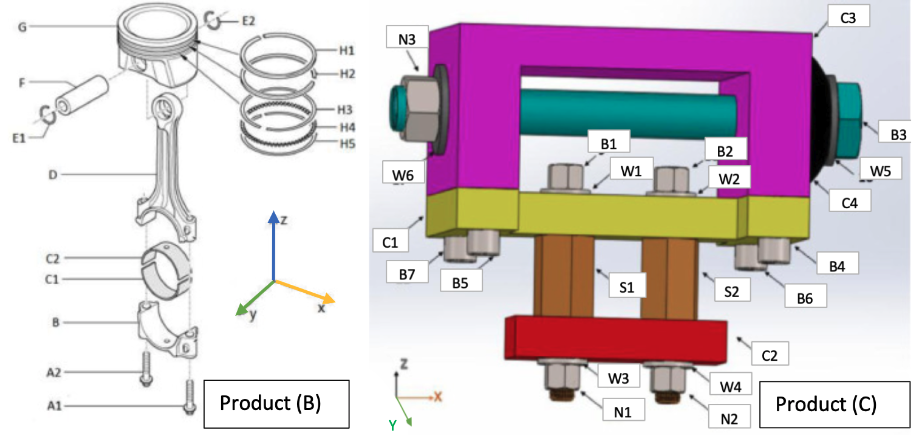 G
E2
H1
H2
F
H3
E1
H4
H5
D
C2
C1
B
A2
A1
z
y
x
Product (B)
C3
N3
B3
B1
B2
W1
W2
W6
W5
C4
C1
B7
B5
B4
B6
S1
S2
C2
W3
W4
N1
N2
Z
X
Y
Product (C)